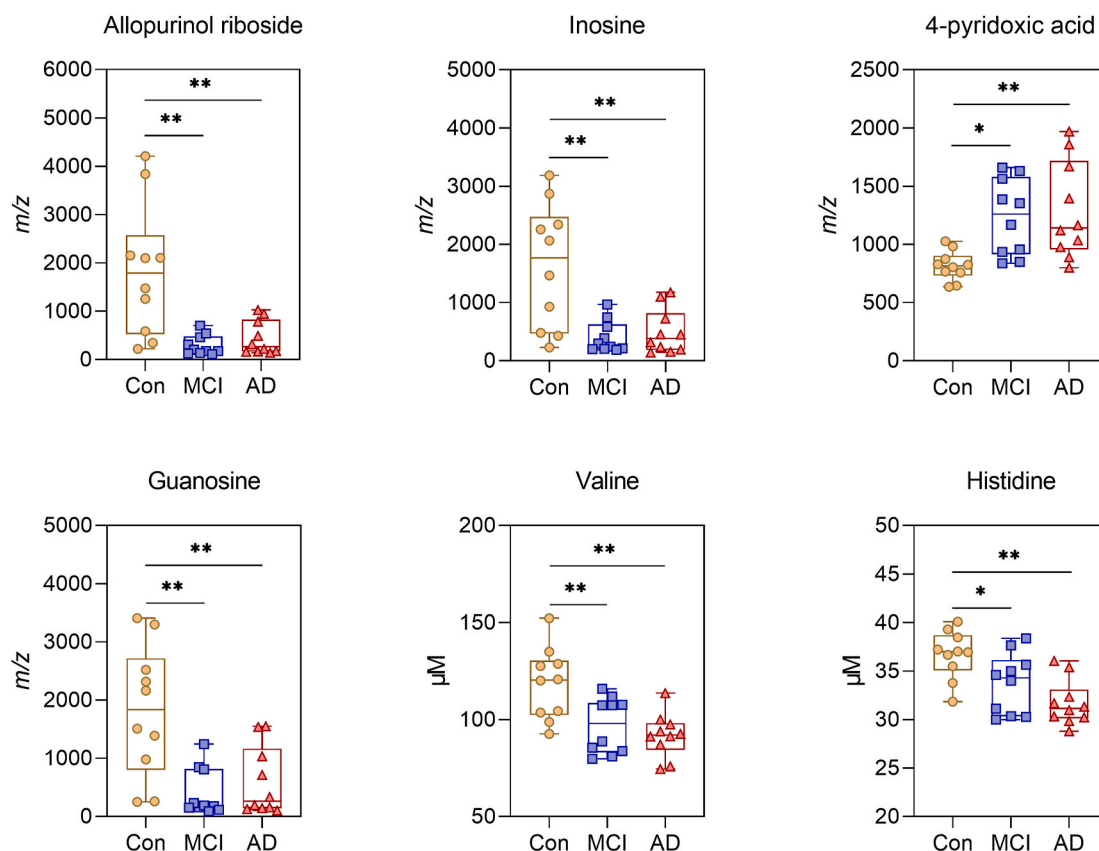 Allopurinol riboside
6000
5000
4000
3000
2000
1000
0
m/z
**
**
Con MCI AD
Inosine
5000
4000
3000
2000
1000
0
m/z
**
**
Con MCI AD
4-pyridoxic acid
2500
2000
1500
1000
500
0
m/z
**
*
Con MCI AD
Guanosine
5000
4000
3000
2000
1000
0
m/z
**
**
Con MCI AD
Valine
200
150
100
50
µM
**
**
Con MCI AD
Histidine
50
45
40
35
30
25
20
µM
**
*
Con MCI AD